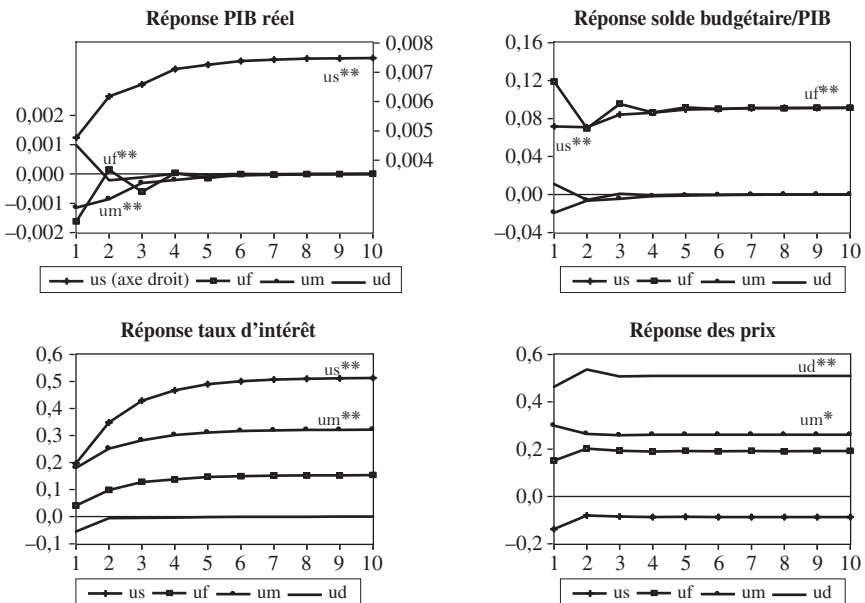 Réponse PIB réel
0,002
0,001
0,000
–0,001
–0,002
0,008
0,007
0,006
0,005
0,004
us**
uf**
um**
1 2 3 4 5 6 7 8 9 10
us (axe droit) uf um ud
Réponse solde budgétaire/PIB
0,16
0,12
0,08
0,04
0,00
–0,04
uf**
us**
1 2 3 4 5 6 7 8 9 10
us uf um ud
Réponse taux d'intérêt
0,6
0,5
0,4
0,3
0,2
0,1
0,0
–0,1
us**
um**
1 2 3 4 5 6 7 8 9 10
us uf um ud
Réponse des prix
0,6
0,4
0,2
0,0
–0,2
ud**
um*
1 2 3 4 5 6 7 8 9 10
us uf um ud